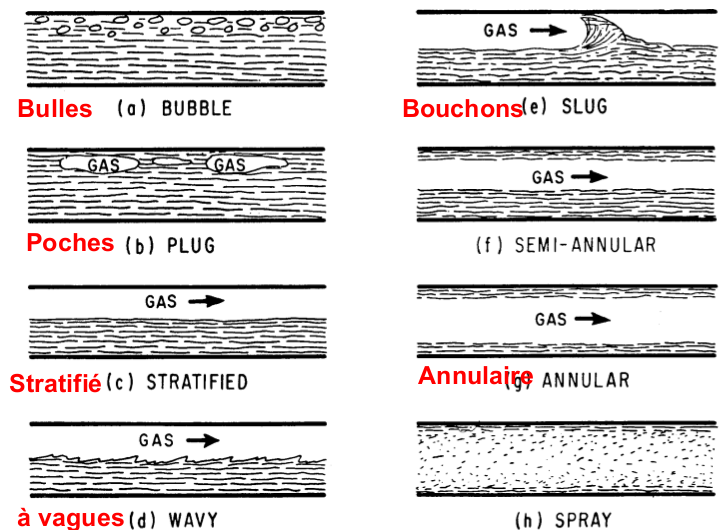 Bulles (a) BUBBLE
GAS GAS
Poches (b) PLUG
GAS
Stratifié (c) STRATIFIED
GAS
à vagues (d) WAVY
GAS
Bouchons (e) SLUG
GAS
(f) SEMI-ANNULAR
GAS
Annulaire (g) ANNULAR
(h) SPRAY